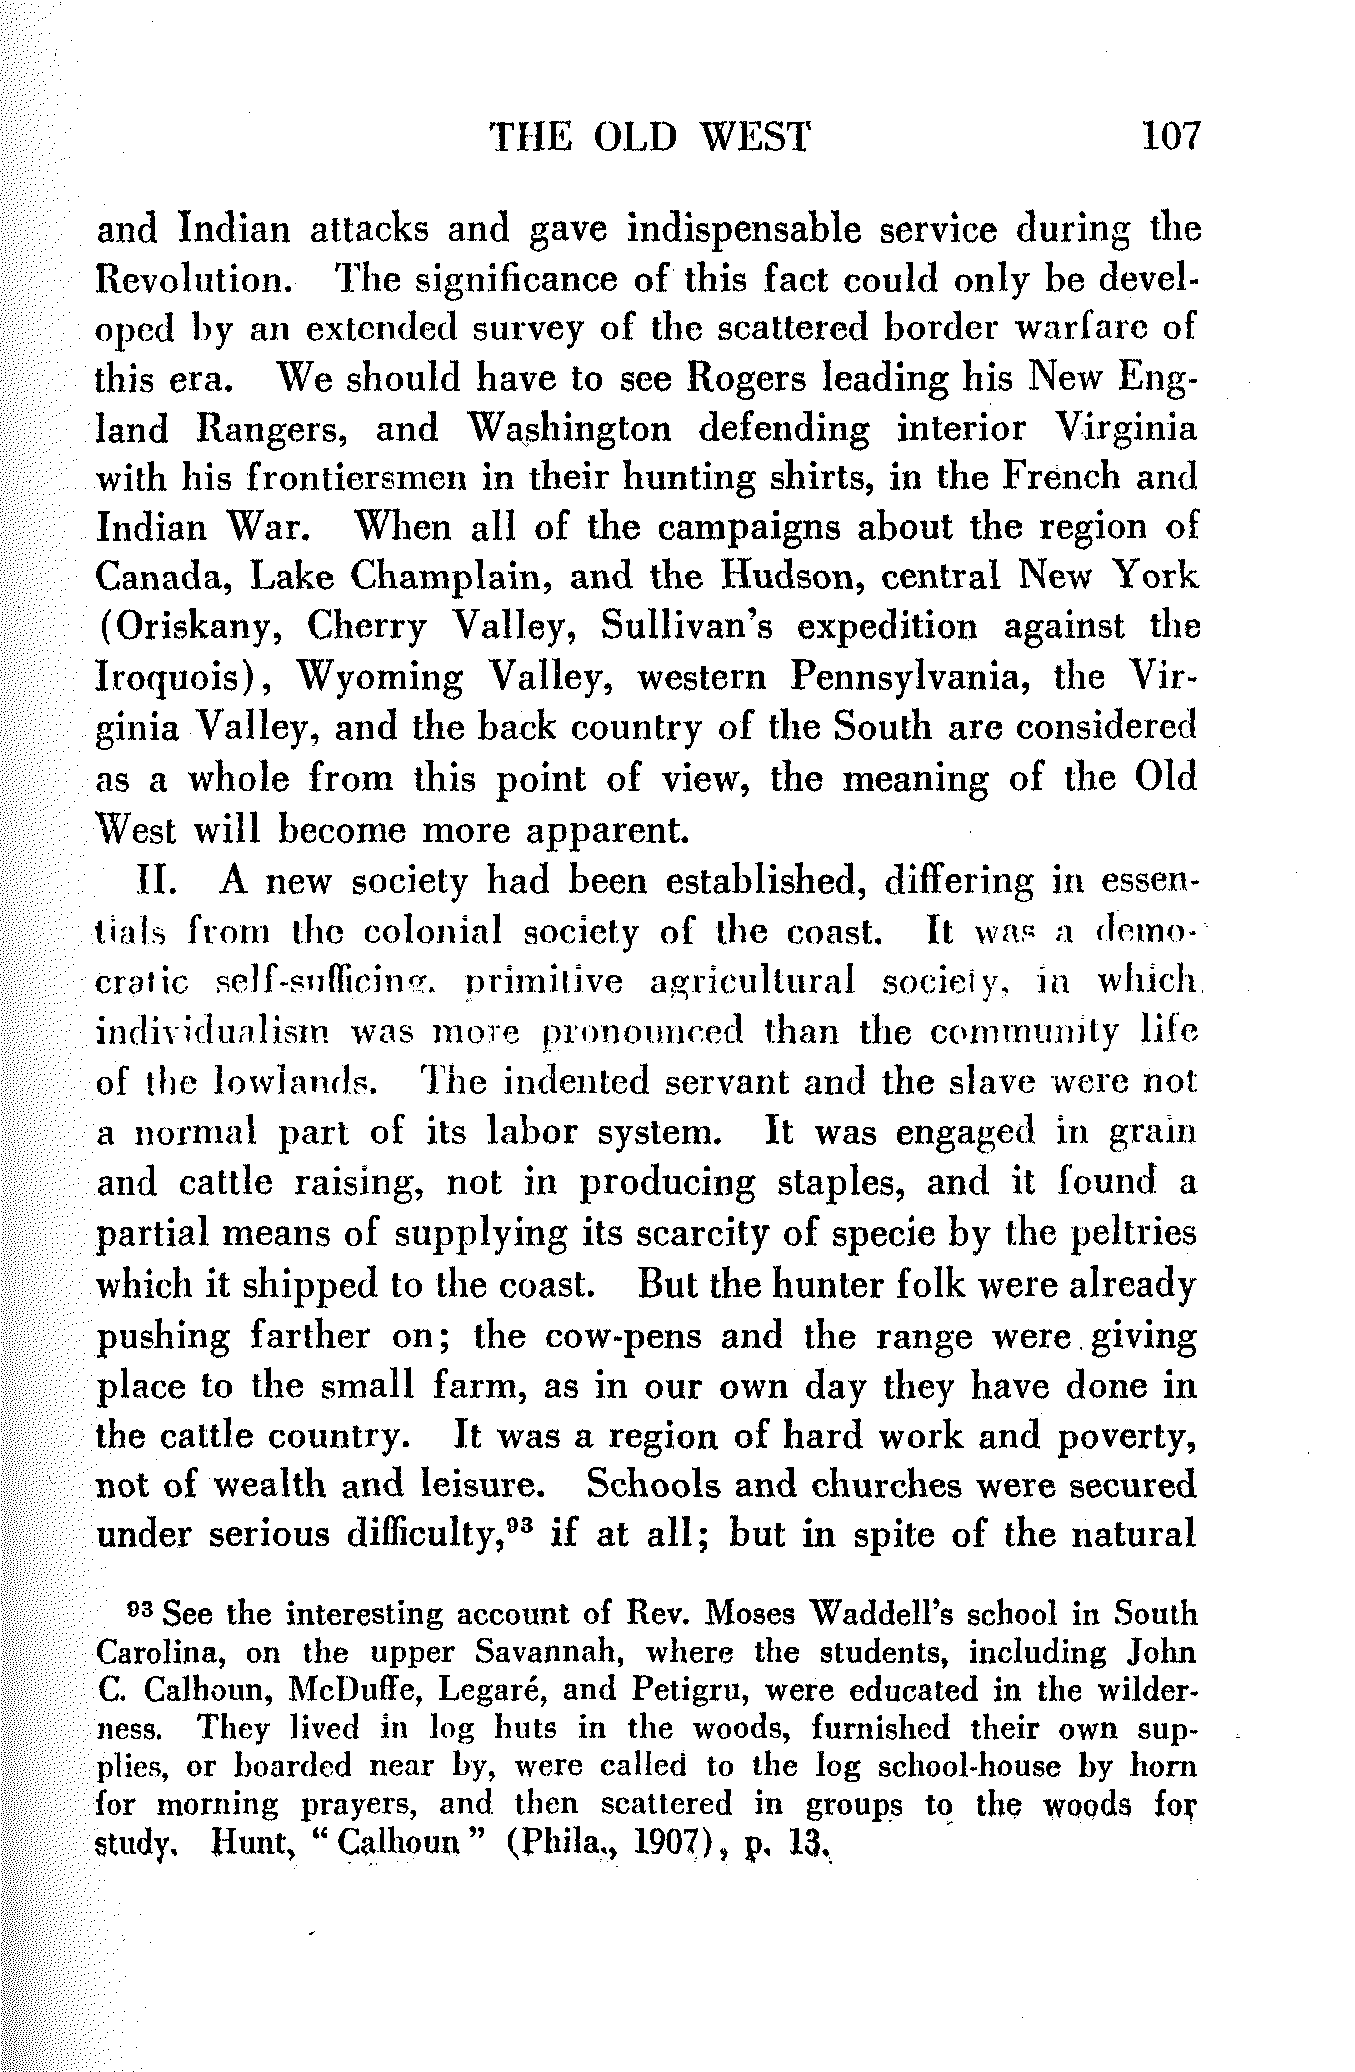 THE OLD WEST 107
and Indian attacks and gave indispensable service during the
Revolution. The significance of this fact could only be devel-
oped by an extended survey of the scattered border warfare of
this era. We should have to see Rogers leading his New Eng-
land Rangers, and Washington defending interior Virginia
with his frontiersmen in their hunting shirts, in the French and
Indian War. When all of the campaigns about the region of
Canada, Lake Champlain, and the Hudson, central New York
(Oriskany, Cherry Valley, Sullivan's expedition against the
Iroquois), Wyoming Valley, western Pennsylvania, the Vir-
ginia Valley, and the back country of the South are considered
as a whole from this point of view, the meaning of the Old
West will become more apparent.
II. A new society had been established, differing in essen-
tials from the colonial society of the coast. It was a demo-
cratic self-sufficing, primitive agricultural society, in which
individualism was more pronounced than the community life
of the lowlands. The indented servant and the slave were not
a normal part of its labor system. It was engaged in grain
and cattle raising, not in producing staples, and it found a
partial means of supplying its scarcity of specie by the peltries
which it shipped to the coast. But the hunter folk were already
pushing farther on; the cow-pens and the range were giving
place to the small farm, as in our own day they have done in
the cattle country. It was a region of hard work and poverty,
not of wealth and leisure. Schools and churches were secured
under serious difficulty,⁹³ if at all; but in spite of the natural
⁹³ See the interesting account of Rev. Moses Waddell's school in South
Carolina, on the upper Savannah, where the students, including John
C. Calhoun, McDuffe, Legaré, and Petigru, were educated in the wilder-
ness. They lived in log huts in the woods, furnished their own sup-
plies, or boarded near by, were called to the log school-house by horn
for morning prayers, and then scattered in groups to the woods for
study. Hunt, "Calhoun" (Phila., 1907), p. 13.